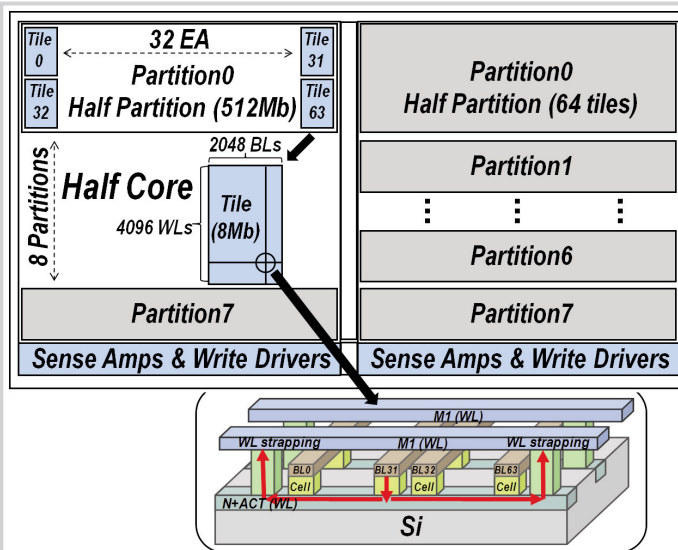 Tile
0
32 EA
Tile
31
Partition0
Half Partition (512Mb)
Tile
32
Tile
63
2048 BLs
8 Partitions
Half Core
4096 WLs
Tile
(8Mb)
Partition7
Sense Amps & Write Drivers
Partition0
Half Partition (64 tiles)
Partition1
Partition6
Partition7
Sense Amps & Write Drivers
M1 (WL)
WL strapping
M1 (WL)
WL strapping
BL0
BL31
BL32
BL63
Cell
Cell
Cell
Cell
N+ACT (WL)
Si